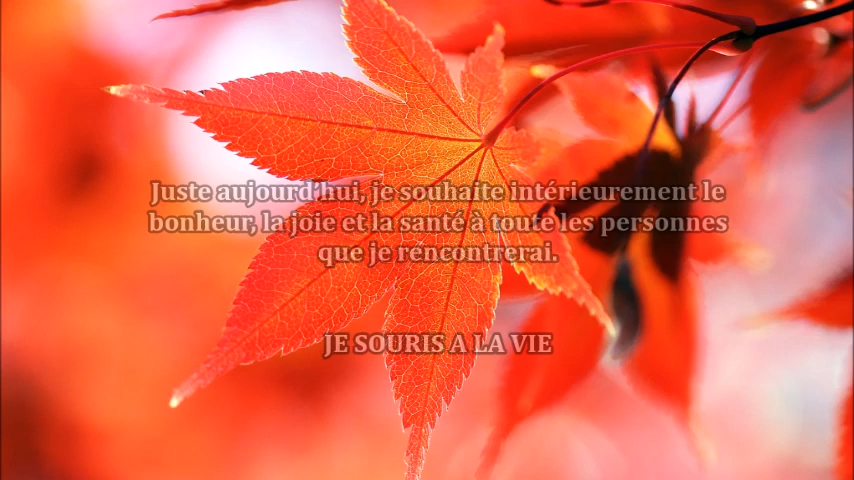 Juste aujourd'hui, je souhaite intérieurement le
bonheur, la joie et la santé à toute les personnes
que je rencontrerai.
JE SOURIS A LA VIE